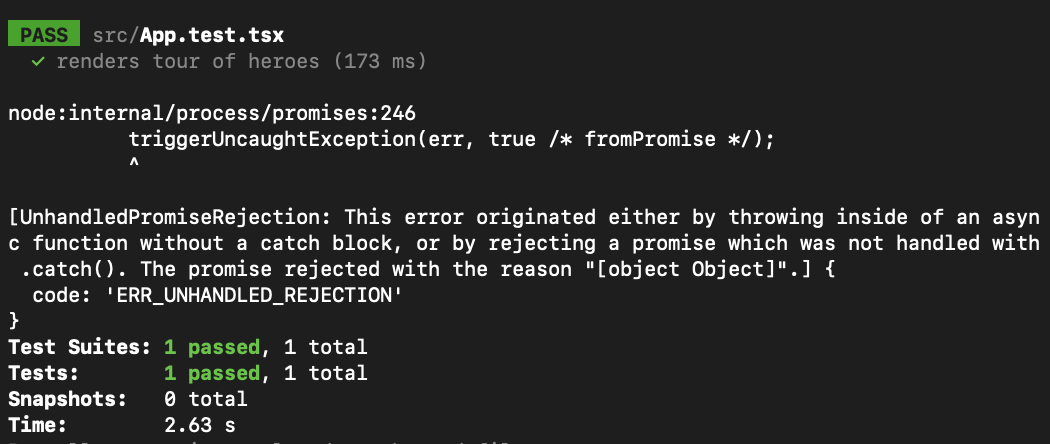 PASS src/App.test.tsx
✓ renders tour of heroes (173 ms)
node:internal/process/promises:246
triggerUncaughtException(err, true /* fromPromise */);
^
[UnhandledPromiseRejection: This error originated either by throwing inside of an asyn
c function without a catch block, or by rejecting a promise which was not handled with
.catch(). The promise rejected with the reason "[object Object]".] {
code: 'ERR_UNHANDLED_REJECTION'
}
Test Suites: 1 passed, 1 total
Tests: 1 passed, 1 total
Snapshots: 0 total
Time: 2.63 s